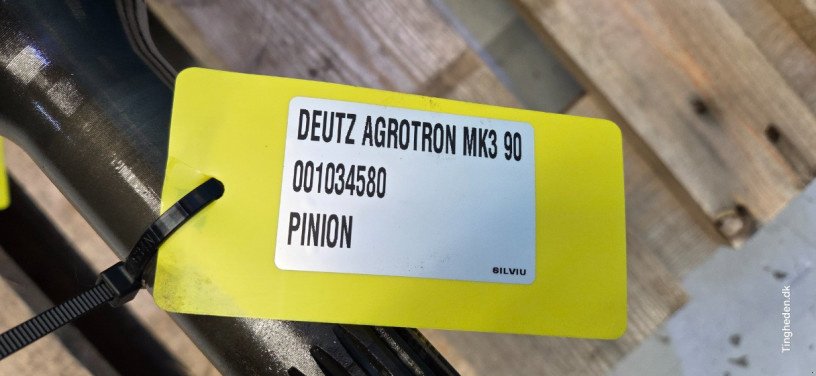 DEUTZ AGROTRON MK3 90
001034580
PINION
SILVIU
Tingheden.dk